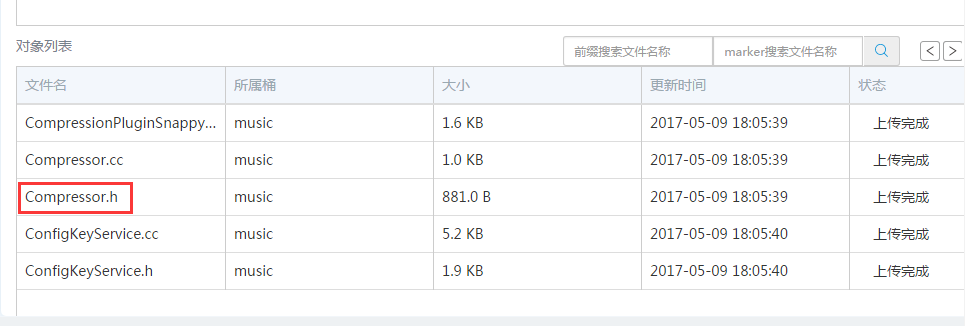 对象列表
前缀搜索文件名称 marker搜索文件名称 < >
文件名 所属桶 大小 更新时间 状态
CompressionPluginSnappy... music 1.6 KB 2017-05-09 18:05:39 上传完成
Compressor.cc music 1.0 KB 2017-05-09 18:05:39 上传完成
Compressor.h music 881.0 B 2017-05-09 18:05:39 上传完成
ConfigKeyService.cc music 5.2 KB 2017-05-09 18:05:40 上传完成
ConfigKeyService.h music 1.9 KB 2017-05-09 18:05:40 上传完成